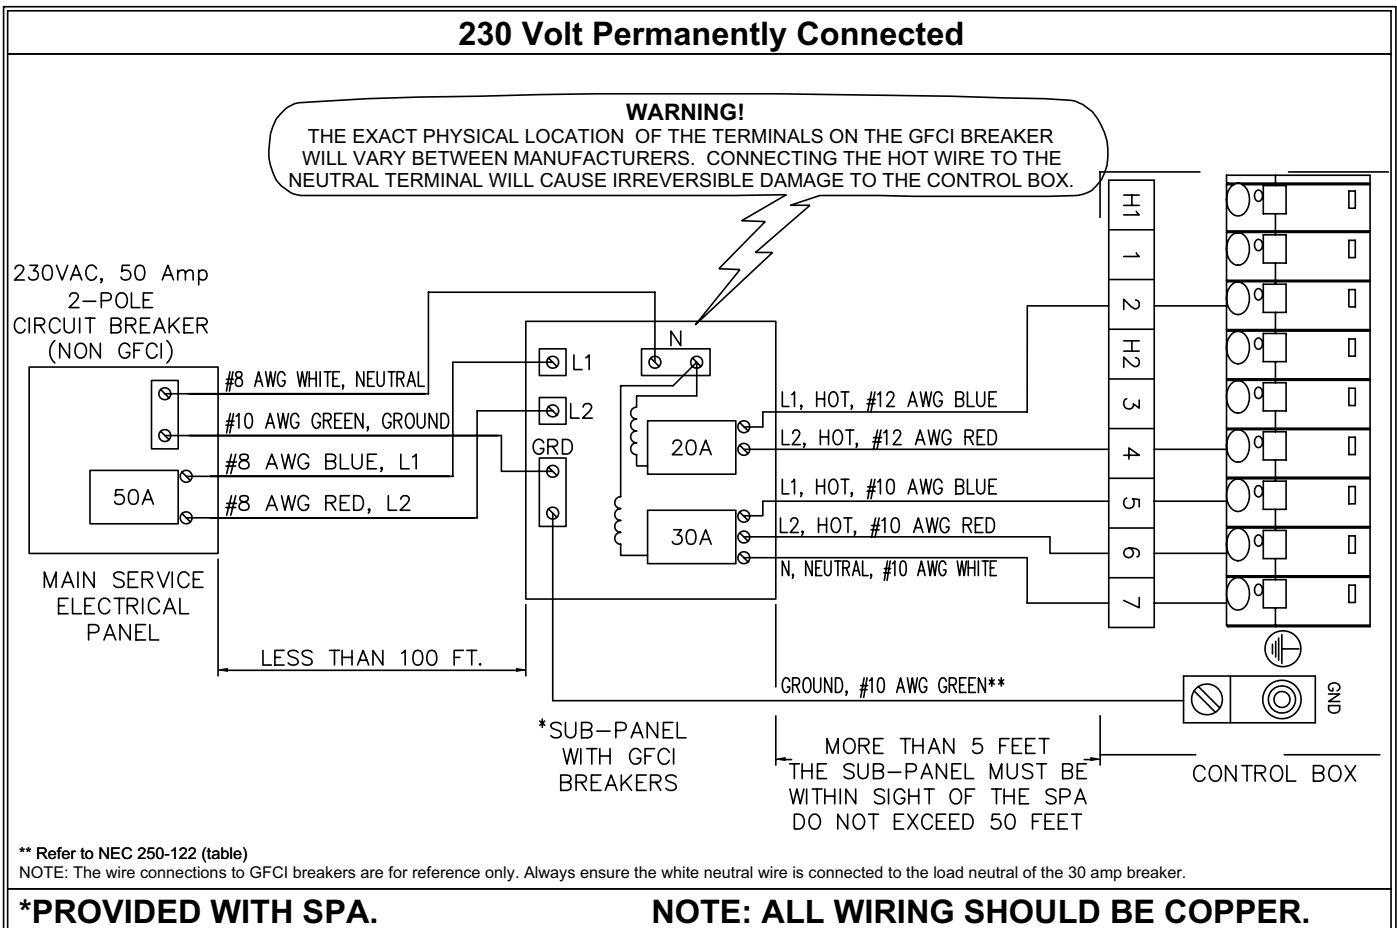 230 Volt Permanently Connected
WARNING!
THE EXACT PHYSICAL LOCATION OF THE TERMINALS ON THE GFCI BREAKER
WILL VARY BETWEEN MANUFACTURERS. CONNECTING THE HOT WIRE TO THE
NEUTRAL TERMINAL WILL CAUSE IRREVERSIBLE DAMAGE TO THE CONTROL BOX.
230VAC, 50 Amp
2-POLE
CIRCUIT BREAKER
(NON GFCI)
#8 AWG WHITE, NEUTRAL
#10 AWG GREEN, GROUND
#8 AWG BLUE, L1
#8 AWG RED, L2
50A
MAIN SERVICE
ELECTRICAL
PANEL
LESS THAN 100 FT.
N
L1
L2
GRD
20A
30A
L1, HOT, #12 AWG BLUE
L2, HOT, #12 AWG RED
L1, HOT, #10 AWG BLUE
L2, HOT, #10 AWG RED
N, NEUTRAL, #10 AWG WHITE
GROUND, #10 AWG GREEN**
H1
1
2
H2
3
4
5
6
7
GND
*SUB-PANEL
WITH GFCI
BREAKERS
MORE THAN 5 FEET
THE SUB-PANEL MUST BE
WITHIN SIGHT OF THE SPA
DO NOT EXCEED 50 FEET
CONTROL BOX
** Refer to NEC 250-122 (table)
NOTE: The wire connections to GFCI breakers are for reference only. Always ensure the white neutral wire is connected to the load neutral of the 30 amp breaker.
*PROVIDED WITH SPA.
NOTE: ALL WIRING SHOULD BE COPPER.